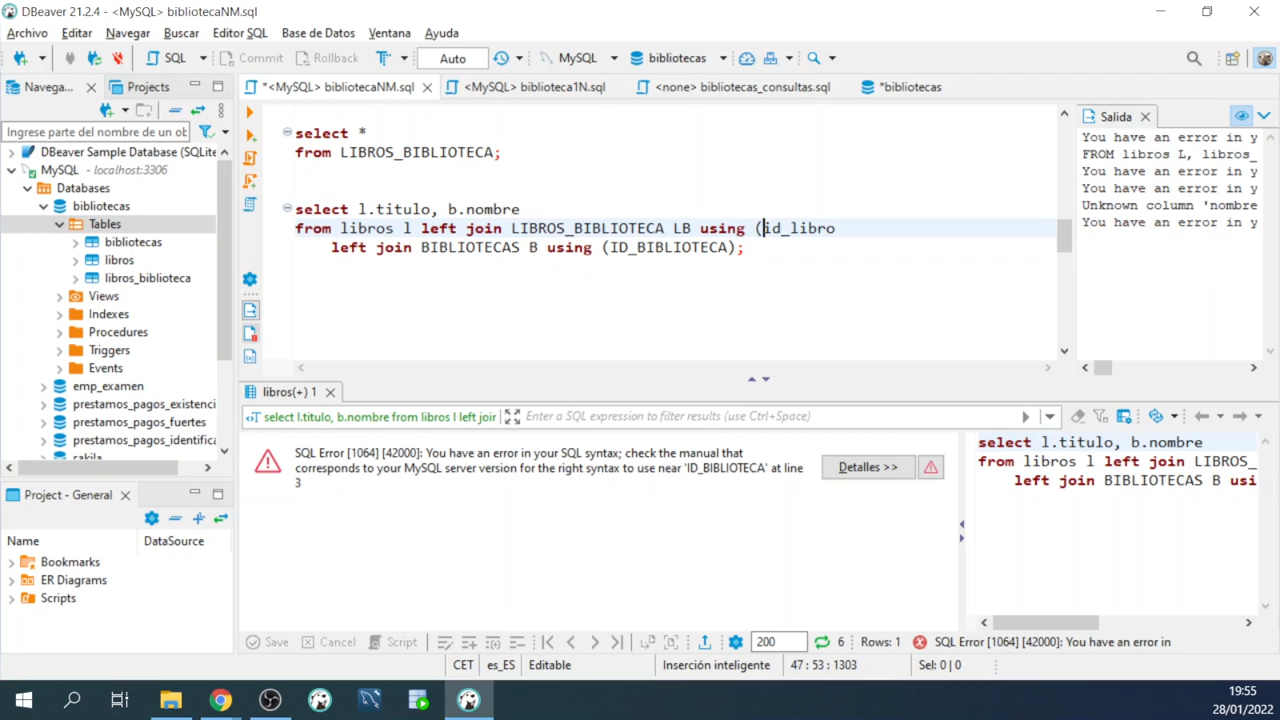 DBeaver 21.2.4 - <MySQL> bibliotecaNM.sql
Archivo Editar Navegar Buscar Editor SQL Base de Datos Ventana Ayuda
SQL Commit Rollback Auto MySQL bibliotecas
Navega... Projects
*<MySQL> bibliotecaNM.sql <MySQL> biblioteca1N.sql <none> bibliotecas_consultas.sql *bibliotecas
Ingrese parte del nombre de un ob
DBeaver Sample Database (SQLite
MySQL - localhost:3306
Databases
bibliotecas
Tables
bibliotecas
libros
libros_biblioteca
Views
Indexes
Procedures
Triggers
Events
emp_examen
prestamos_pagos_existenci
prestamos_pagos_fuertes
prestamos_pagos_identifica
sakila
Project - General
Name DataSource
Bookmarks
ER Diagrams
Scripts
select *
from LIBROS_BIBLIOTECA;
select l.titulo, b.nombre
from libros l left join LIBROS_BIBLIOTECA LB using (id_libro
left join BIBLIOTECAS B using (ID_BIBLIOTECA);
Salida
You have an error in y
FROM libros L, libros_
You have an error in y
You have an error in y
Unknown column 'nombre
You have an error in y
libros(+) 1
select l.titulo, b.nombre from libros l left join Enter a SQL expression to filter results (use Ctrl+Space)
SQL Error [1064] [42000]: You have an error in your SQL syntax; check the manual that
corresponds to your MySQL server version for the right syntax to use near 'ID_BIBLIOTECA' at line
3
Detalles >>
select l.titulo, b.nombre
from libros l left join LIBROS_
left join BIBLIOTECAS B usi
Save Cancel Script 200 6 Rows: 1 SQL Error [1064] [42000]: You have an error in
CET es_ES Editable Inserción inteligente 47 : 53 : 1303 Sel: 0 | 0
19:55
28/01/2022